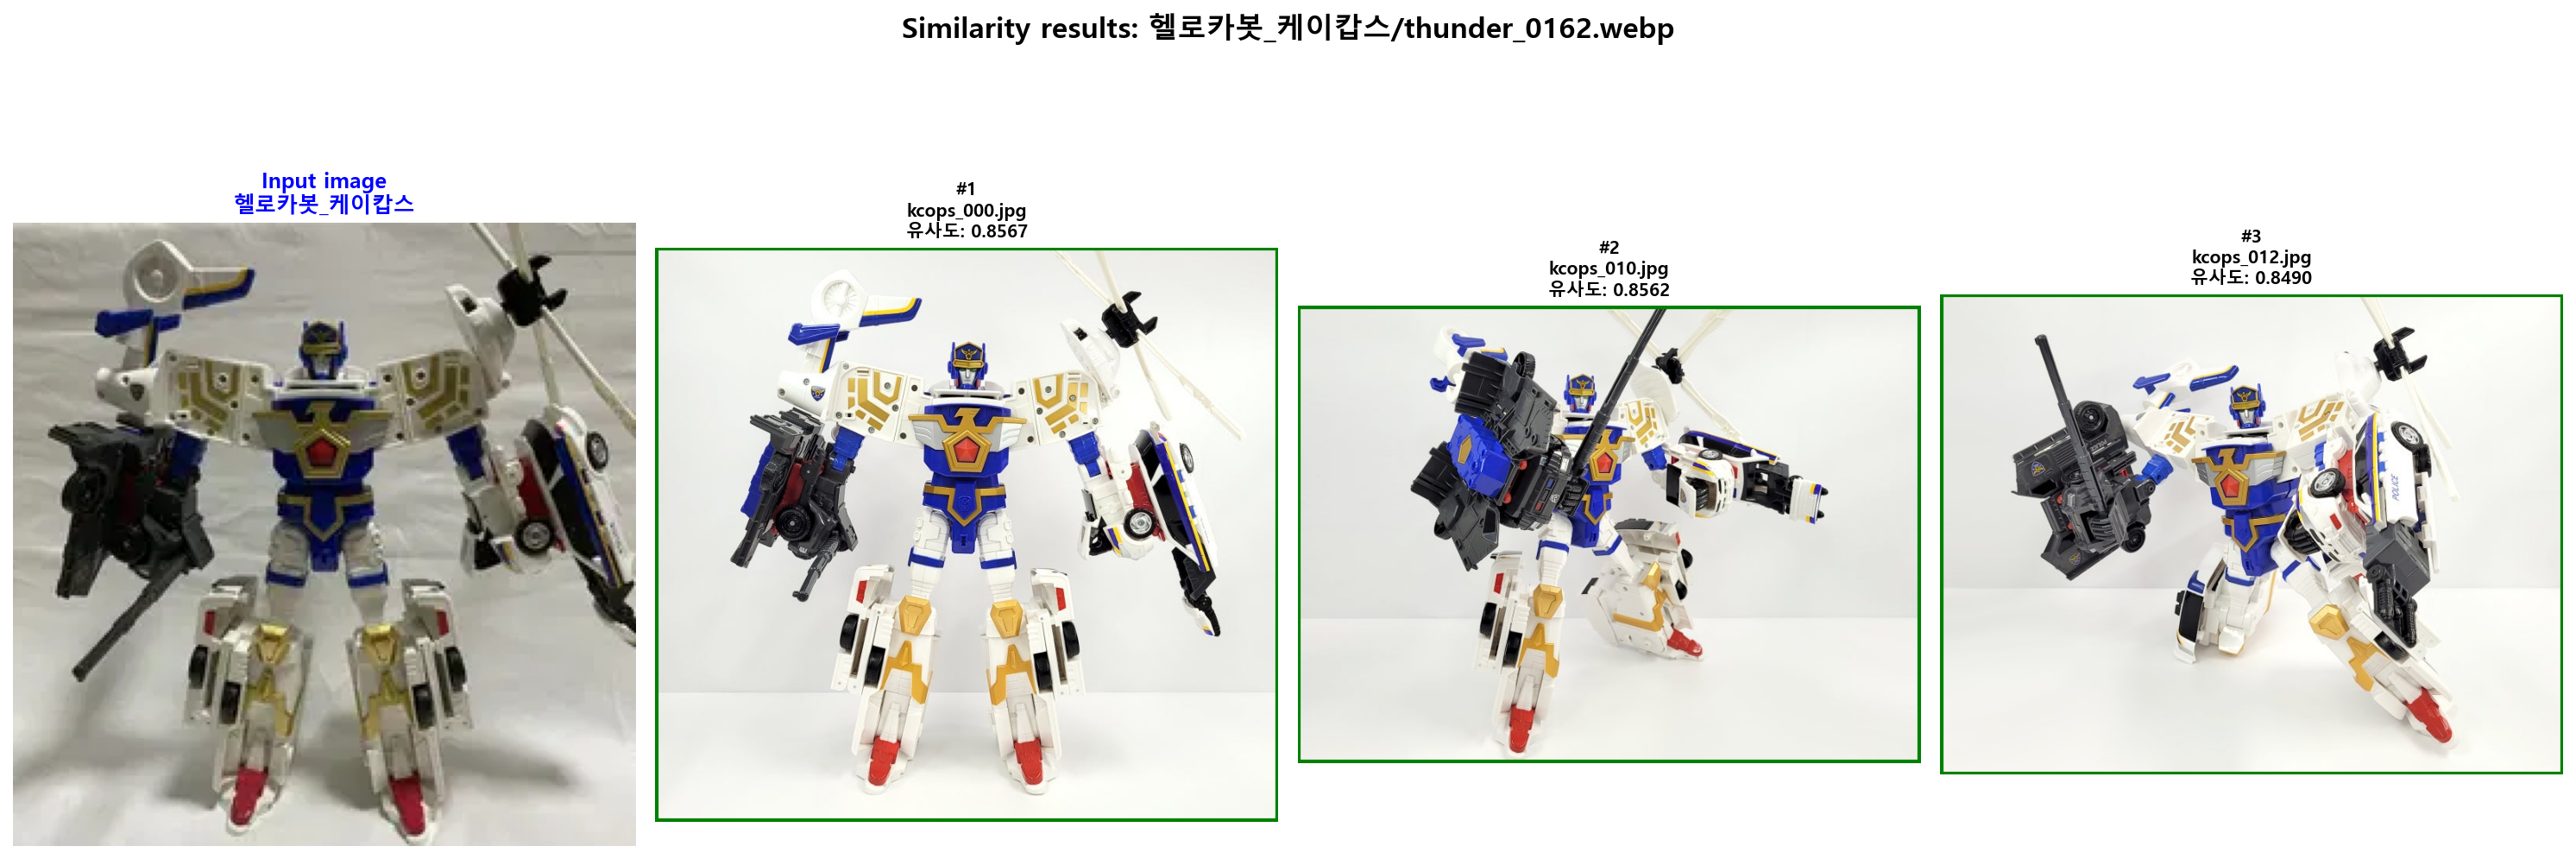 Similarity results: 헬로카봇_케이캅스/thunder_0162.webp
Input image
헬로카봇_케이캅스
#1
kcops_000.jpg
유사도: 0.8567
#2
kcops_010.jpg
유사도: 0.8562
#3
kcops_012.jpg
유사도: 0.8490
POLICE